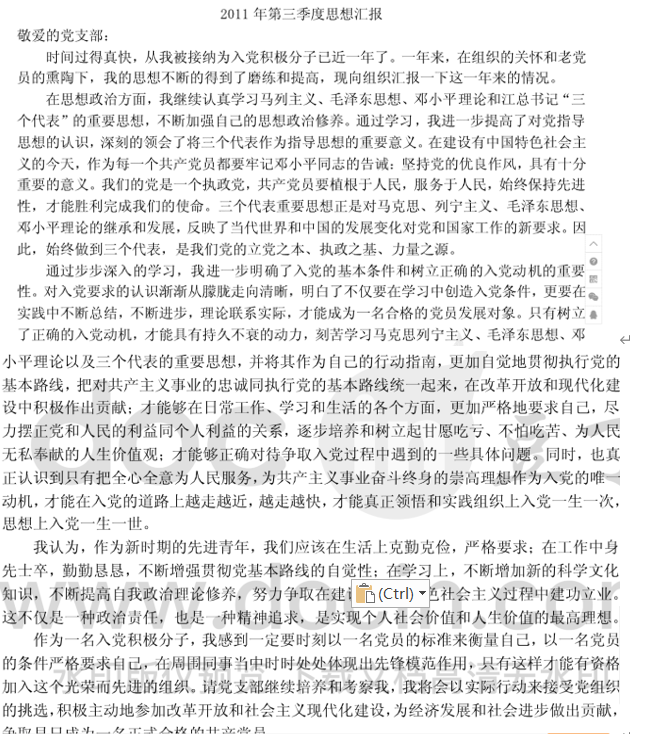 2011 年第三季度思想汇报
敬爱的党支部：
时间过得真快，从我被接纳为入党积极分子已近一年了。一年来，在组织的关怀和老党
员的熏陶下，我的思想不断的得到了磨练和提高，现向组织汇报一下这一年来的情况。
在思想政治方面，我继续认真学习马列主义、毛泽东思想、邓小平理论和江总书记“三
个代表”的重要思想，不断加强自己的思想政治修养。通过学习，我进一步提高了对党指导
思想的认识，深刻的领会了将三个代表作为指导思想的重要意义。在建设有中国特色社会主
义的今天，作为每一个共产党员都要牢记邓小平同志的告诫：坚持党的优良作风，具有十分
重要的意义。我们的党是一个执政党，共产党员要植根于人民，服务于人民，始终保持先进
性，才能胜利完成我们的使命。三个代表重要思想正是对马克思、列宁主义、毛泽东思想、
邓小平理论的继承和发展，反映了当代世界和中国的发展变化对党和国家工作的新要求。因
此，始终做到三个代表，是我们党的立党之本、执政之基、力量之源。
通过步步深入的学习，我进一步明确了入党的基本条件和树立正确的入党动机的重要
性。对入党要求的认识渐渐从朦胧走向清晰，明白了不仅要在学习中创造入党条件，更要在
实践中不断总结，不断进步，理论联系实际，才能成为一名合格的党员发展对象。只有树立
了正确的入党动机，才能具有持久不衰的动力，刻苦学习马克思列宁主义、毛泽东思想、邓
小平理论以及三个代表的重要思想，并将其作为自己的行动指南，更加自觉地贯彻执行党的
基本路线，把对共产主义事业的忠诚同执行党的基本路线统一起来，在改革开放和现代化建
设中积极作出贡献；才能够在日常工作、学习和生活的各个方面，更加严格地要求自己，尽
力摆正党和人民的利益同个人利益的关系，逐步培养和树立起甘愿吃亏、不怕吃苦、为人民
无私奉献的人生价值观；才能够正确对待争取入党过程中遇到的一些具体问题。同时，也真
正认识到只有把全心全意为人民服务，为共产主义事业奋斗终身的崇高理想作为入党的唯一
动机，才能在入党的道路上越走越近，越走越快，才能真正领悟和实践组织上入党一生一次，
思想上入党一生一世。
我认为，作为新时期的先进青年，我们应该在生活上克勤克俭，严格要求；在工作中身
先士卒，勤勤恳恳，不断增强贯彻党基本路线的自觉性；在学习上，不断增加新的科学文化
知识，不断提高自我政治理论修养，努力争取在建 (Ctrl) 色社会主义过程中建功立业。
这不仅是一种政治责任，也是一种精神追求，是实现个人社会价值和人生价值的最高理想。
作为一名入党积极分子，我感到一定要时刻以一名党员的标准来衡量自己，以一名党员
的条件严格要求自己，在周围同事当中时时处处体现出先锋模范作用，只有这样才能有资格
加入这个光荣而先进的组织。请党支部继续培养和考察我，我将会以实际行动来接受党组织
的挑选，积极主动地参加改革开放和社会主义现代化建设，为经济发展和社会进步做出贡献，
争取早日成为一名正式合格的共产党员